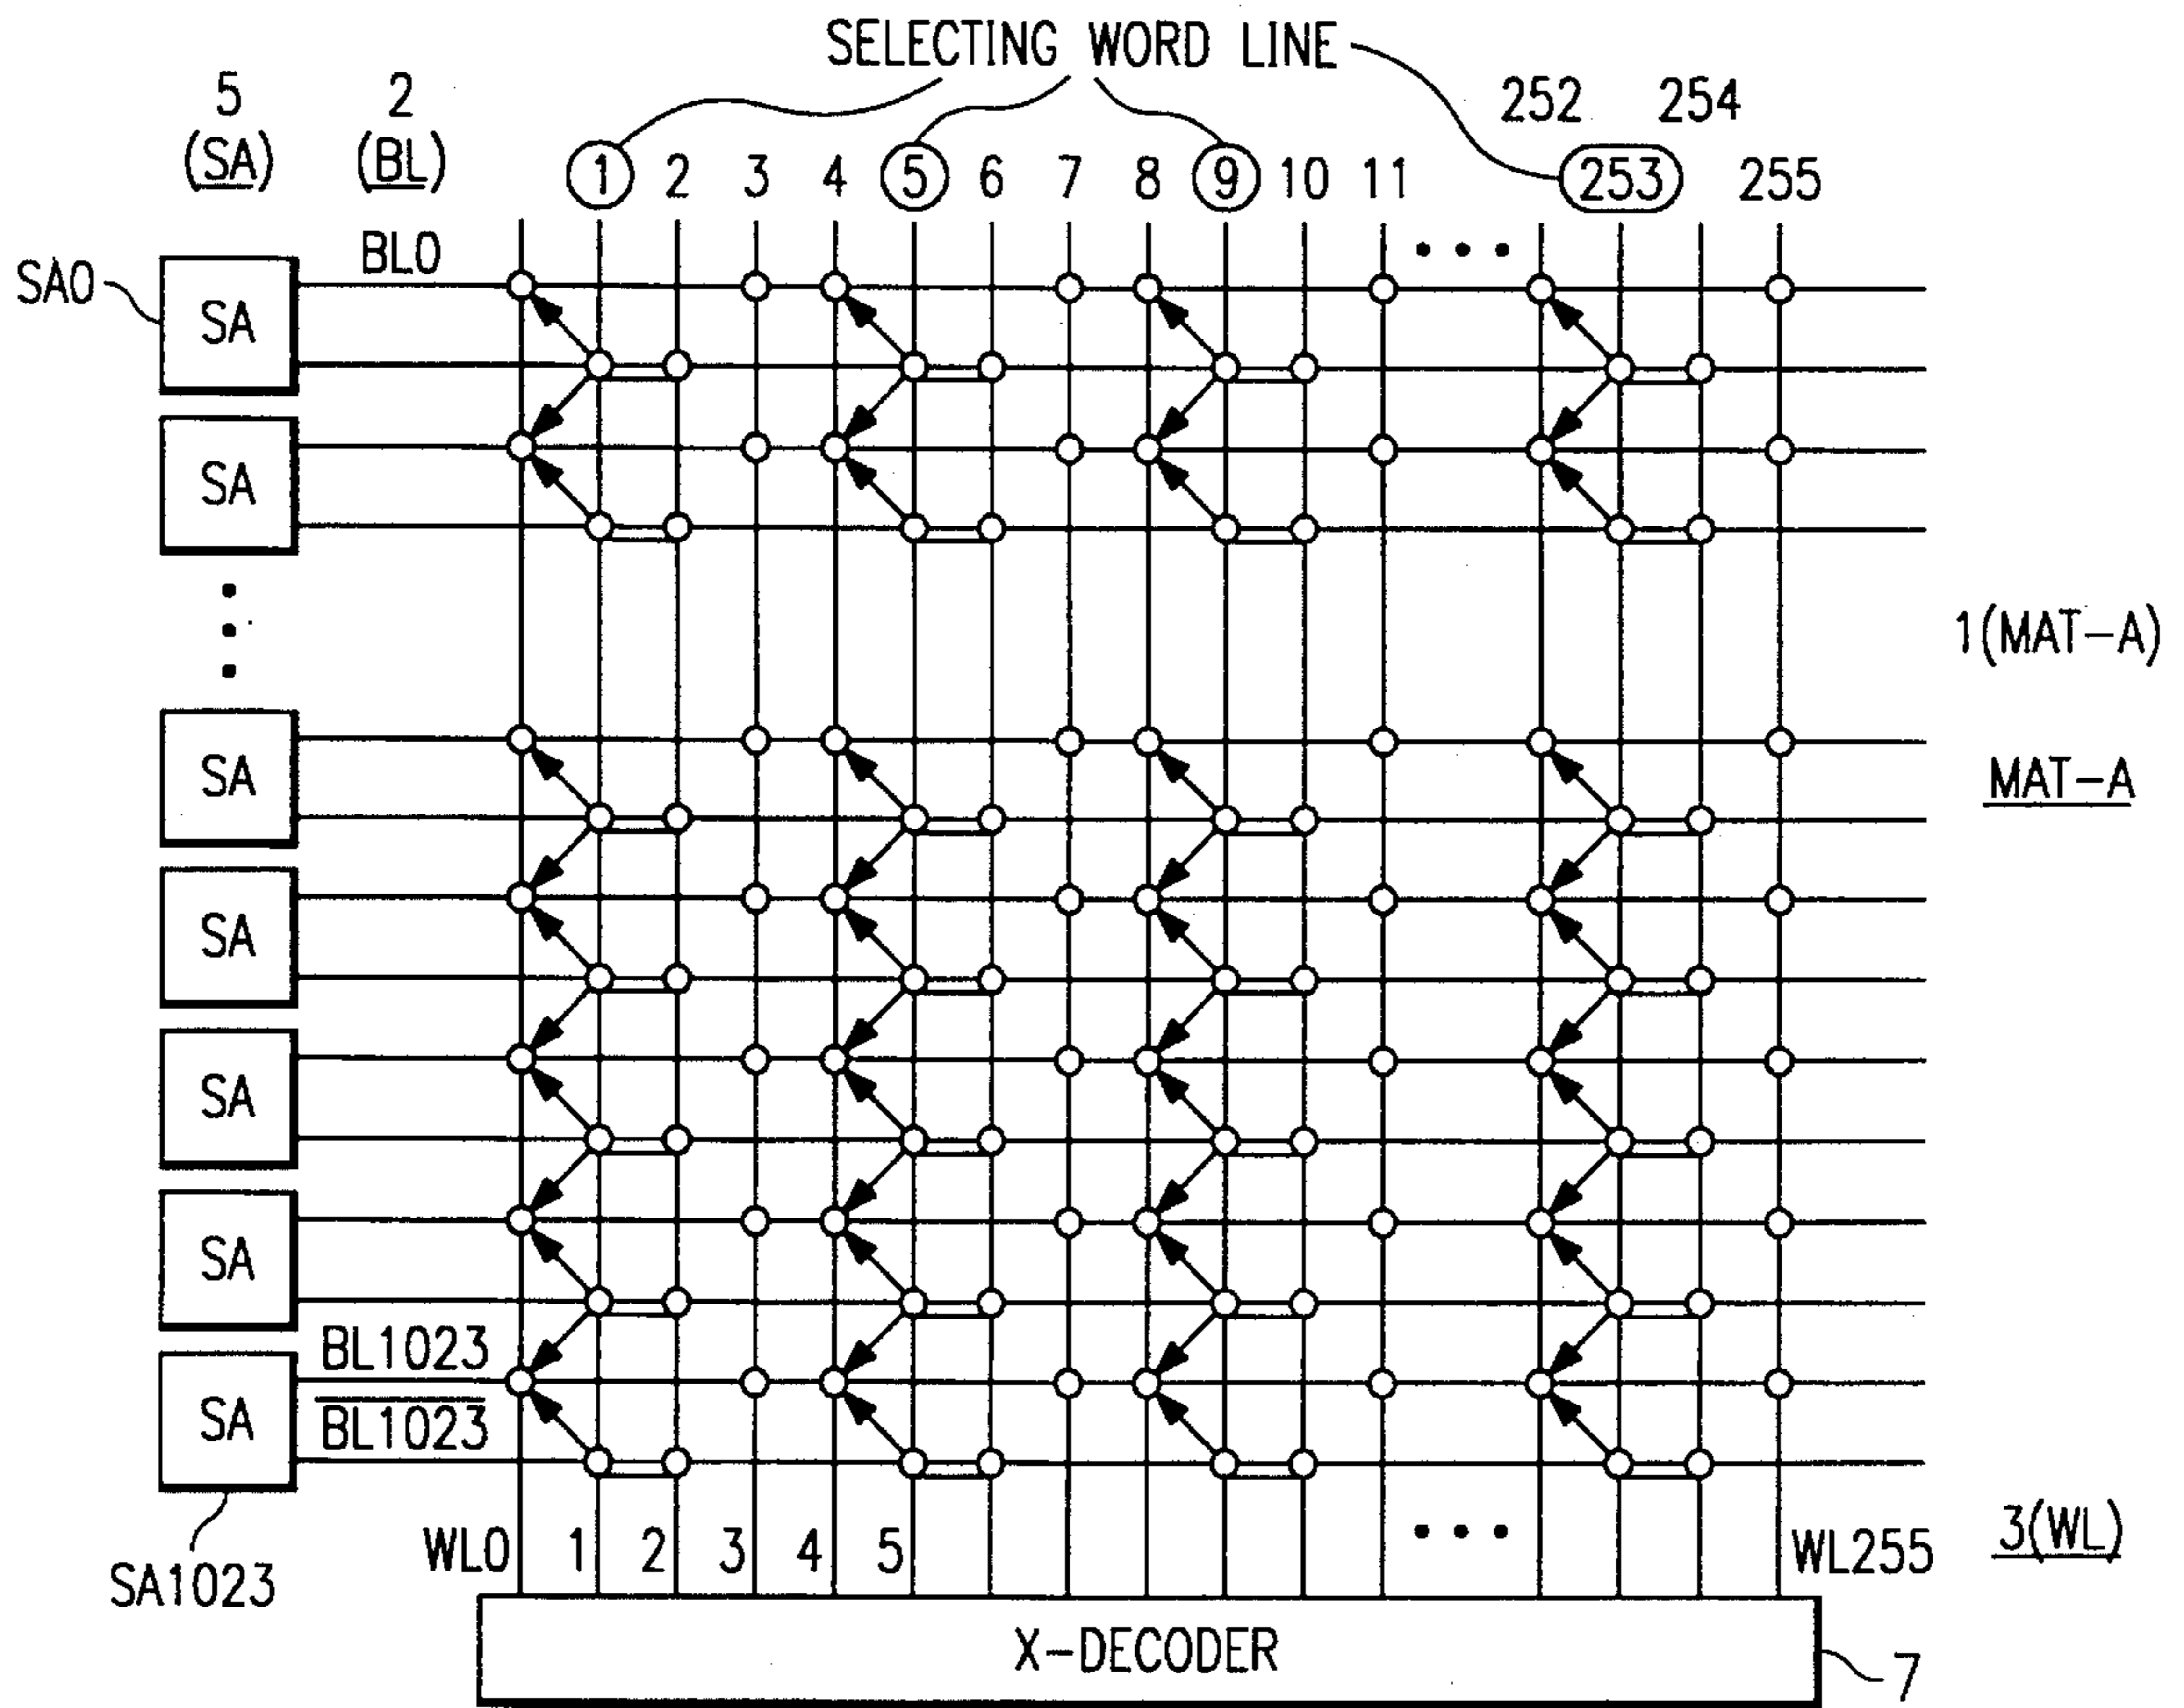 SELECTING WORD LINE
5 2 252 254
(SA) (BL) 1 2 3 4 5 6 7 8 9 10 11 253 255
BL0
SA0
SA
SA
1(MAT-A)
SA
MAT-A
SA
SA
SA
BL1023
SA
BL1023
WL0 1 2 3 4 5 WL255 3(WL)
SA1023
X-DECODER
7